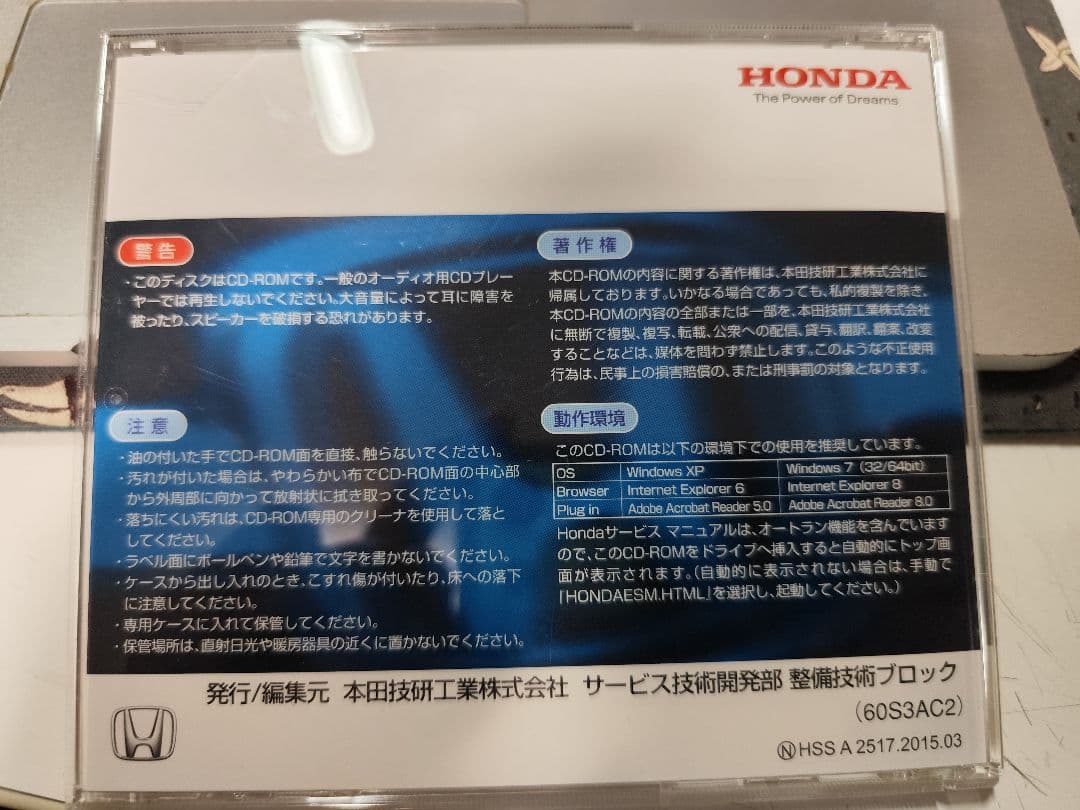 HONDA
The Power of Dreams
警告
・このディスクはCD-ROMです。一般のオーディオ用CDプレー
ヤーでは再生しないでください。大音量によって耳に障害を
被ったり、スピーカーを破損する恐れがあります。
注意
・油の付いた手でCD-ROM面を直接、触らないでください。
・汚れが付いた場合は、やわらかい布でCD-ROM面の中心部
から外周部に向かって放射状に拭き取ってください。
・落ちにくい汚れは、CD-ROM専用のクリーナを使用して落と
してください。
・ラベル面にボールペンや鉛筆で文字を書かないでください。
・ケースから出し入れのとき、こすれ傷が付いたり、床への落下
に注意してください。
・専用ケースに入れて保管してください。
・保管場所は、直射日光や暖房器具の近くに置かないでください。
著作権
本CD-ROMの内容に関する著作権は、本田技研工業株式会社に
帰属しております。いかなる場合であっても、私的複製を除き、
本CD-ROMの内容の全部または一部を、本田技研工業株式会社
に無断で複製、複写、転載、公衆への配信、貸与、翻訳、翻案、改変
することなどは、媒体を問わず禁止します。このような不正使用
行為は、民事上の損害賠償の、または刑事罰の対象となります。
動作環境
このCD-ROMは以下の環境下での使用を推奨しています。
OS Windows XP Windows 7 (32/64bit)
Browser Internet Explorer 6 Internet Explorer 8
Plug in Adobe Acrobat Reader 5.0 Adobe Acrobat Reader 8.0
Hondaサービス マニュアルは、オートラン機能を含んでいます
ので、このCD-ROMをドライブへ挿入すると自動的にトップ画
面が表示されます。(自動的に表示されない場合は、手動で
「HONDAESM.HTML」を選択し、起動してください。)
発行/編集元 本田技研工業株式会社 サービス技術開発部 整備技術ブロック
(60S3AC2)
Ⓝ HSS A 2517.2015.03